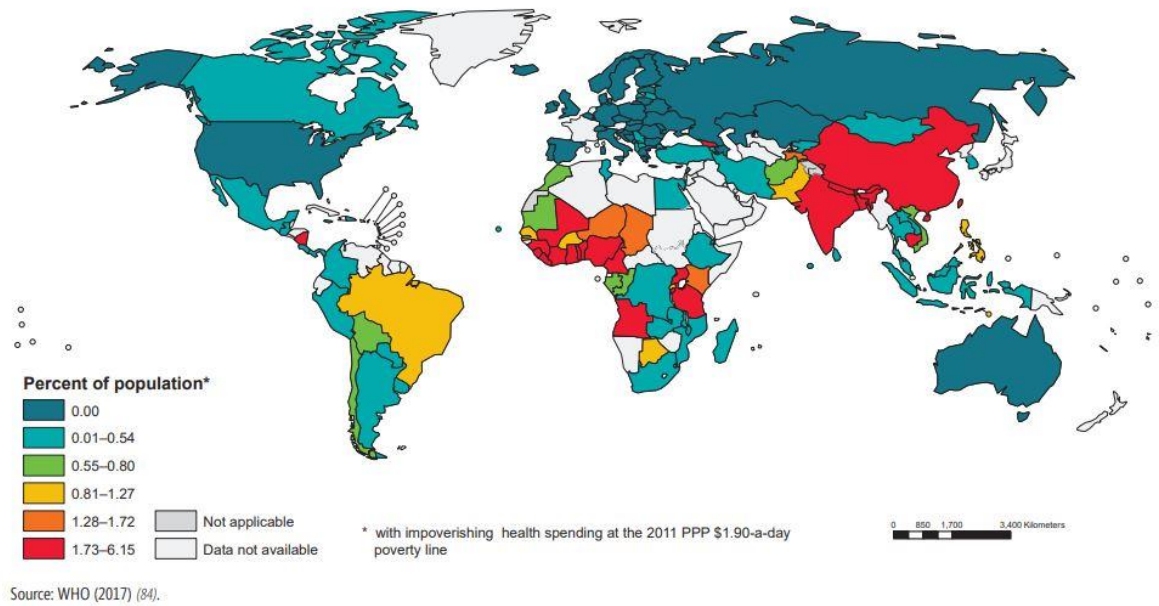 Percent of population*
0.00
0.01–0.54
0.55–0.80
0.81–1.27
1.28–1.72
1.73–6.15
Not applicable
Data not available
* with impoverishing health spending at the 2011 PPP $1.90-a-day
poverty line
0 850 1,700 3,400 Kilometers
Source: WHO (2017) (84).